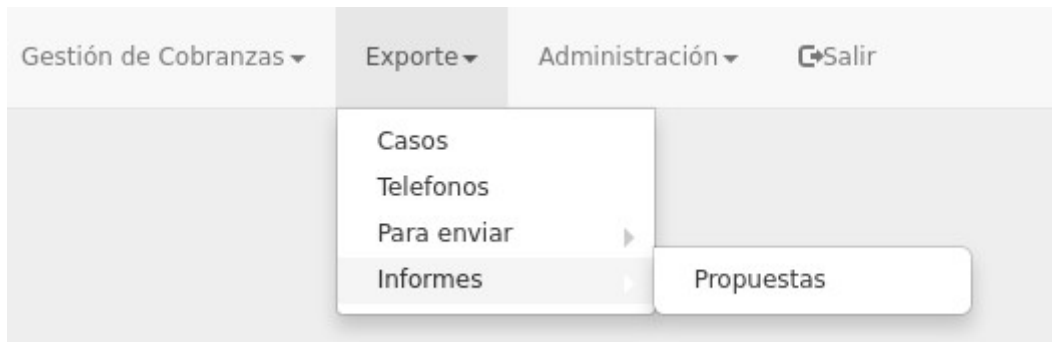 Gestión de Cobranzas Exporte Administración Salir
Casos
Telefonos
Para enviar
Informes Propuestas